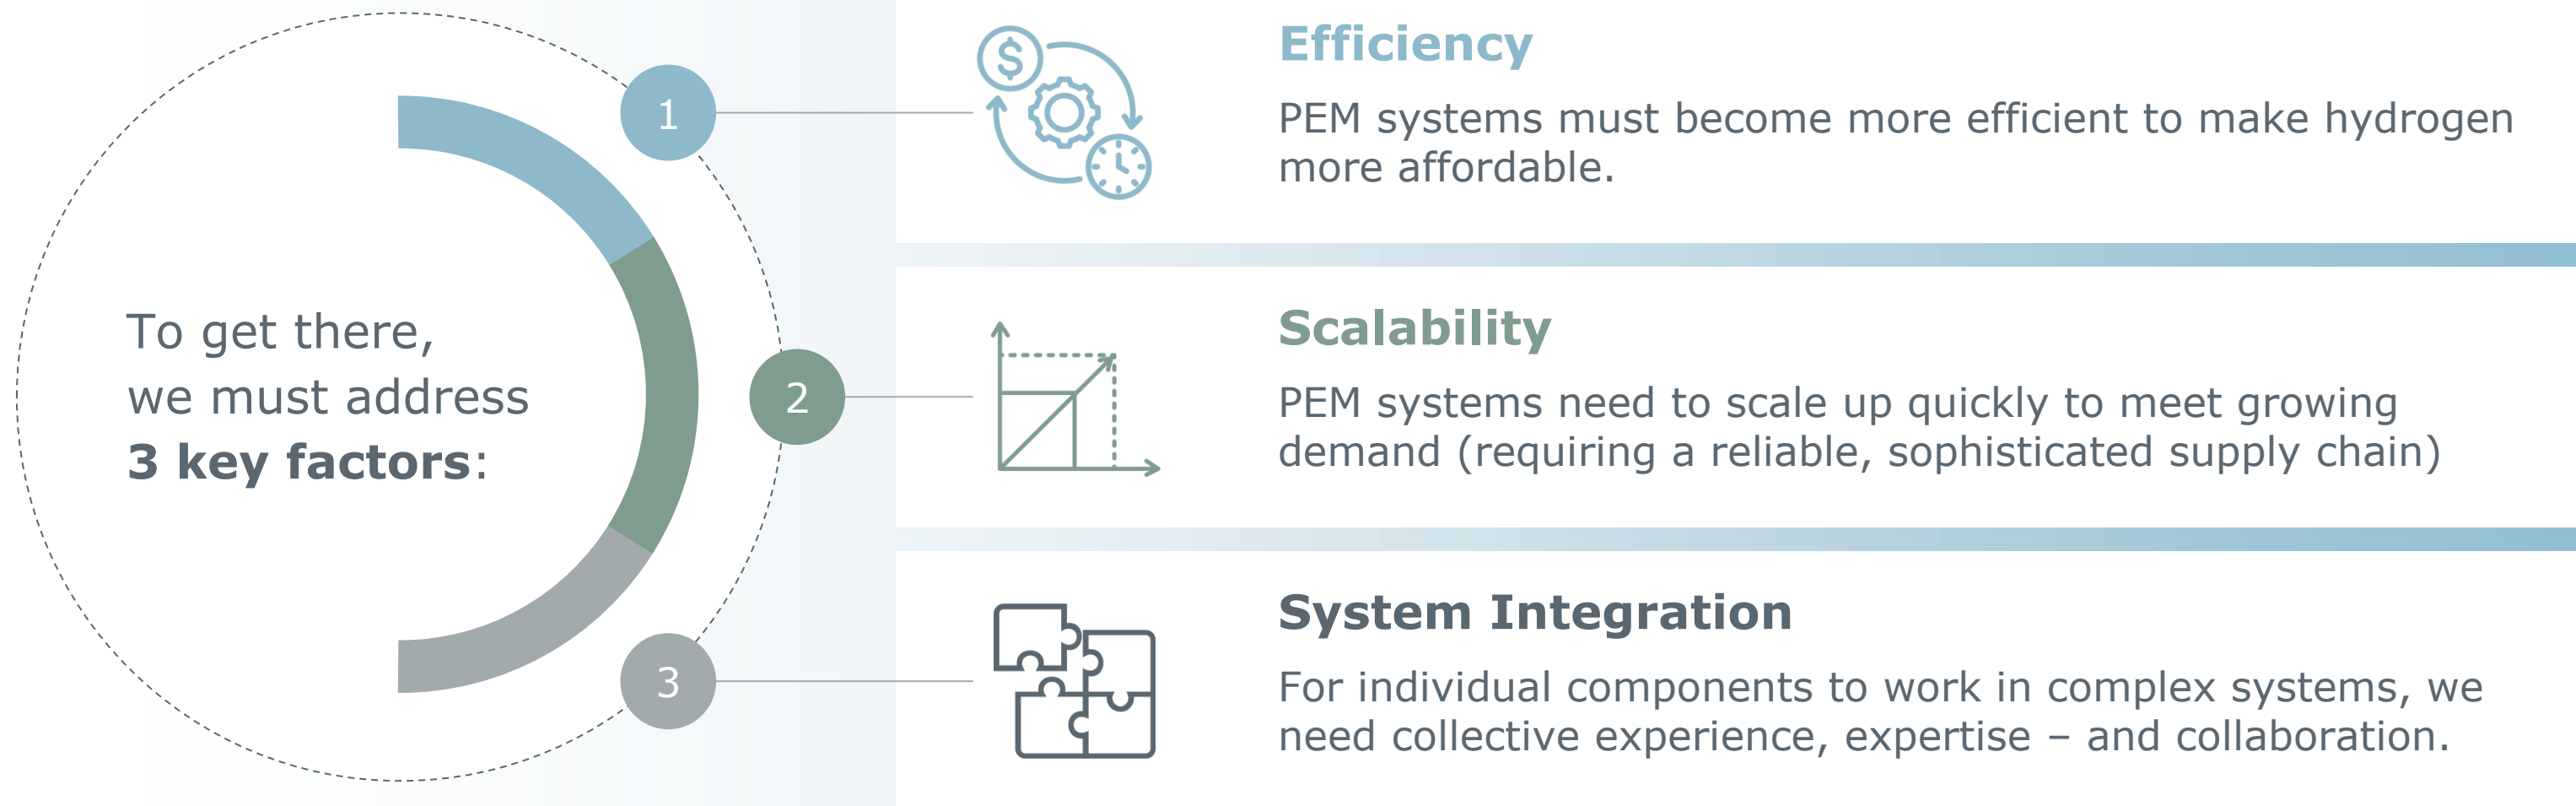 To get there,
we must address
3 key factors:
1
Efficiency
PEM systems must become more efficient to make hydrogen
more affordable.
2
Scalability
PEM systems need to scale up quickly to meet growing
demand (requiring a reliable, sophisticated supply chain)
3
System Integration
For individual components to work in complex systems, we
need collective experience, expertise – and collaboration.
$